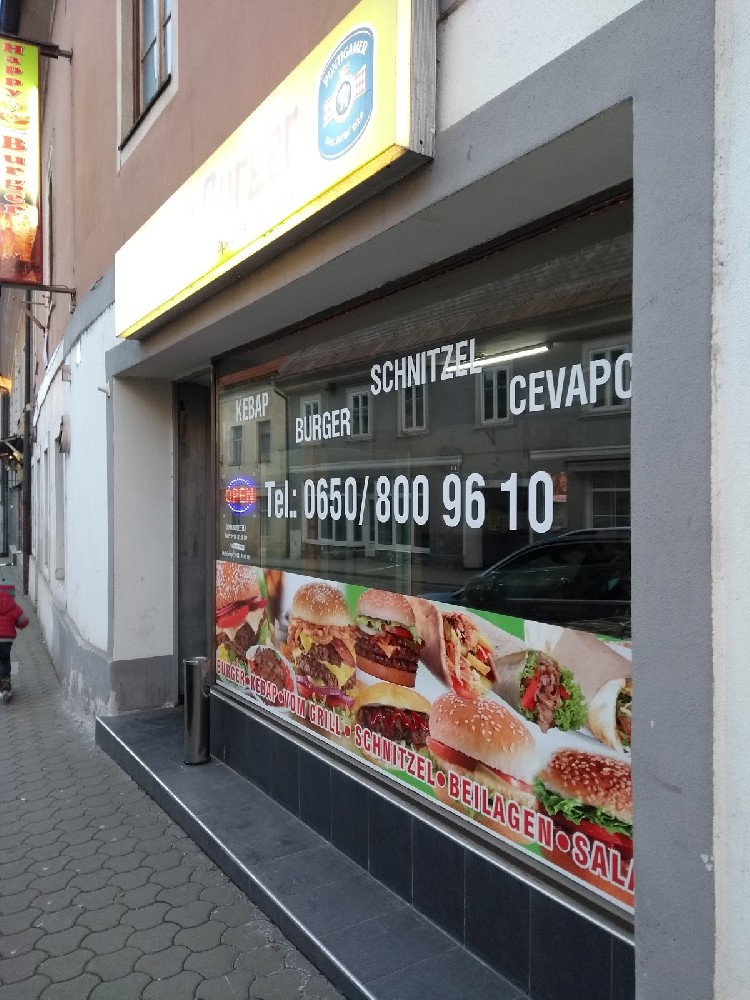 Happy
Burger
Burger
PUNTIGAMER
KEBAP
BURGER
SCHNITZEL
CEVAPC
OPEN
Tel.: 0650/800 96 10
BURGER•KEBAP•VOM GRILL•SCHNITZEL•BEILAGEN•SALA